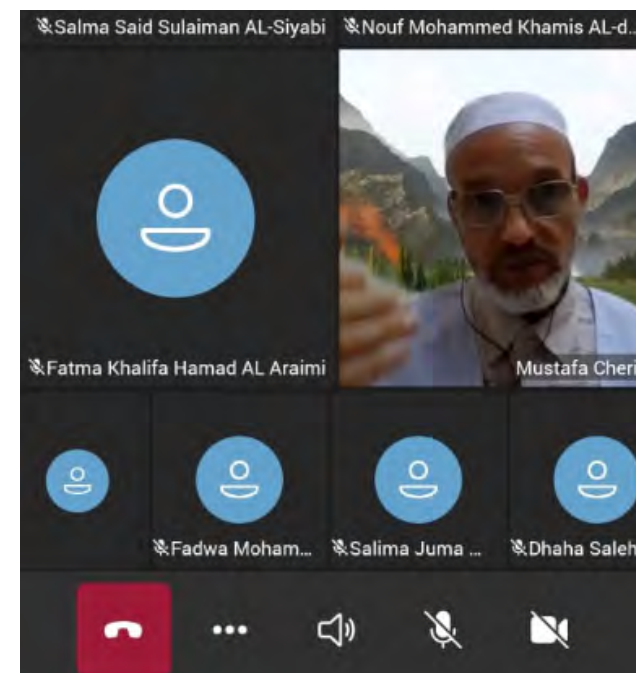 Salma Said Sulaiman AL-Siyabi
Nouf Mohammed Khamis AL-d..
Fatma Khalifa Hamad AL Araimi
Mustafa Cheri
Fadwa Moham...
Salima Juma ...
Dhaha Saleh